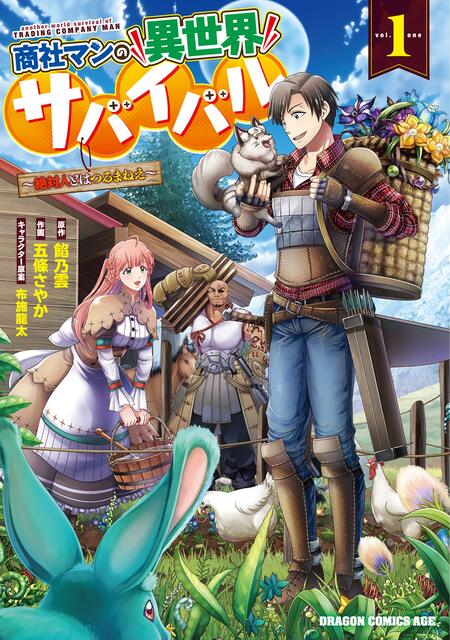 another world survival of
TRADING COMPANY MAN
商社マンの異世界
サバイバル
～絶対人とはつるまねえ～
vol. 1 one
原作 餡乃雲
作画 五條さやか
キャラクター原案 布施龍太
DRAGON COMICS AGE